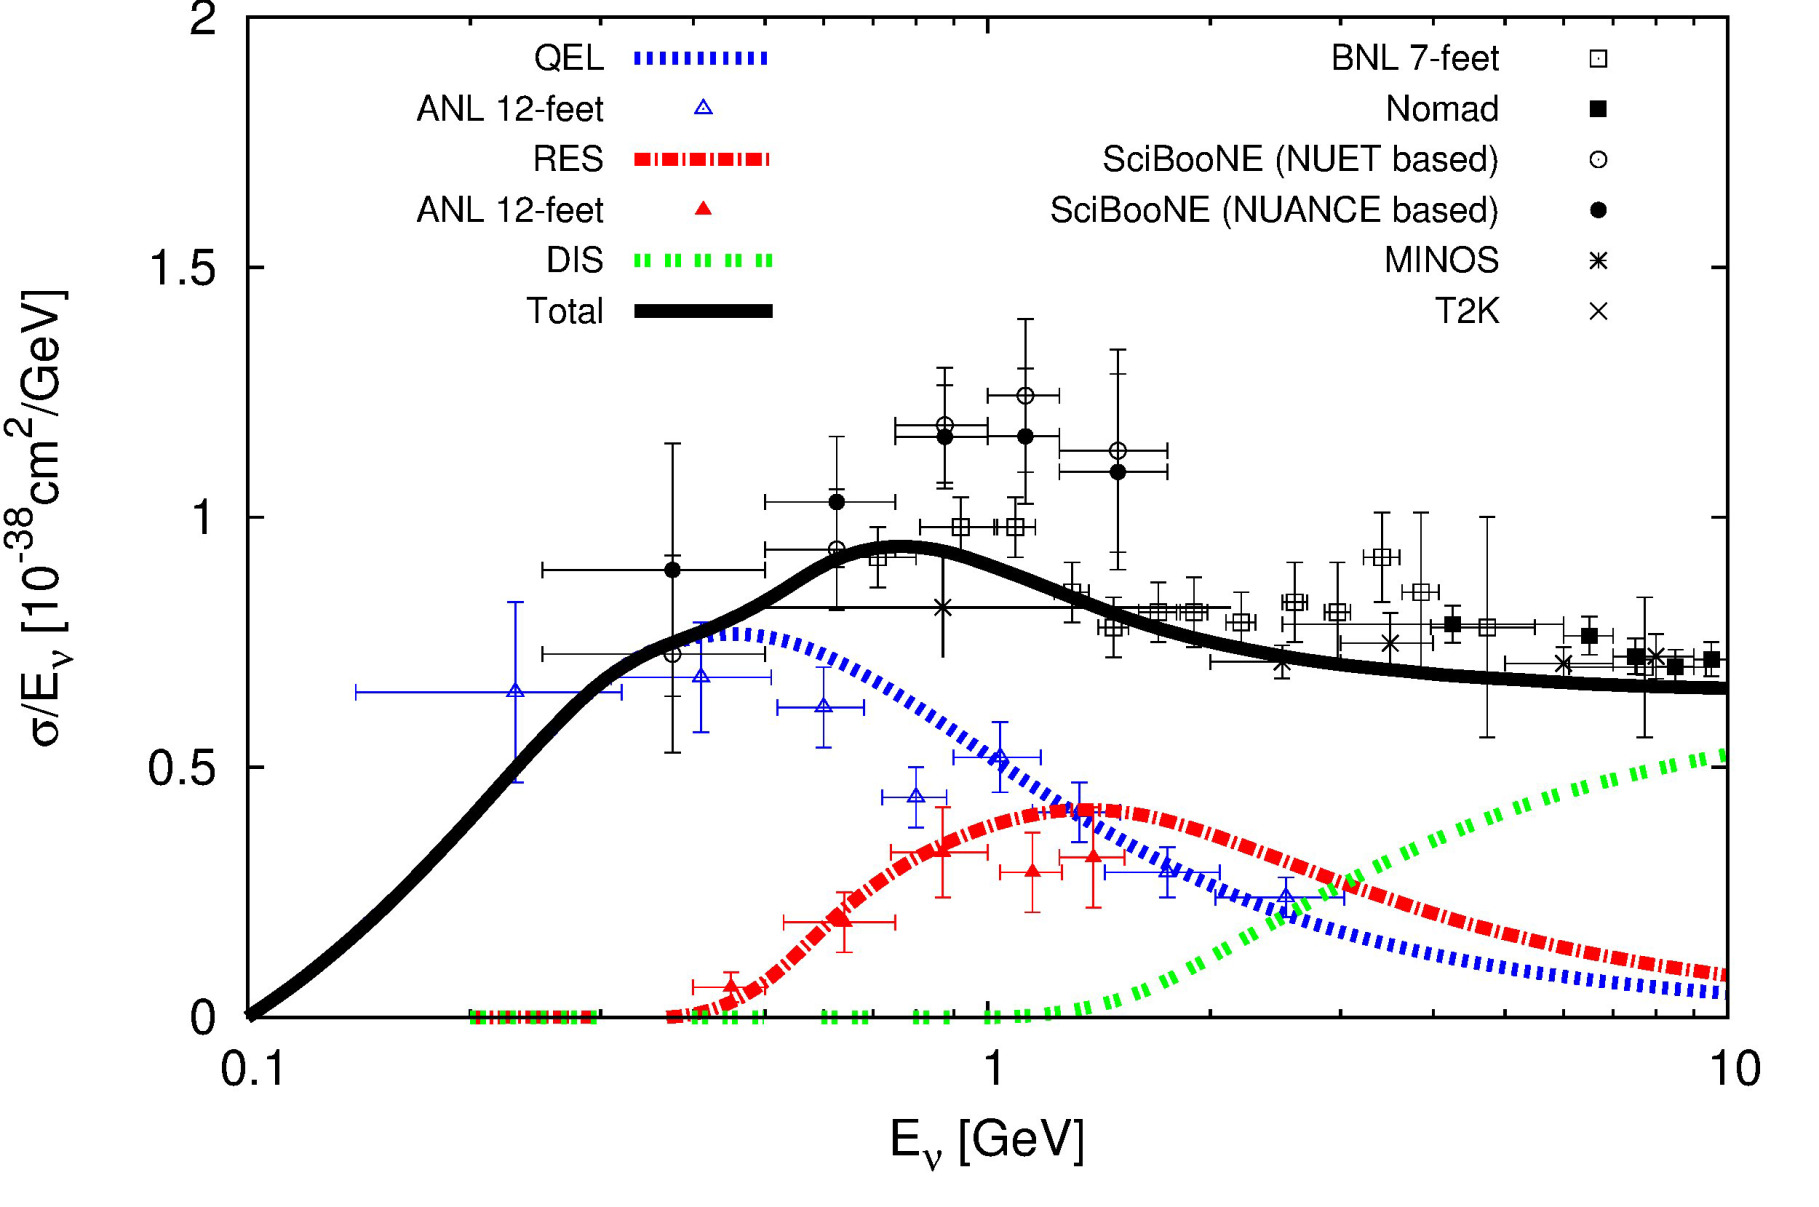 2
1.5
1
0.5
0
0.1
1
10
σ/Eν [10-38cm2/GeV]
Eν [GeV]
QEL
ANL 12-feet
RES
ANL 12-feet
DIS
Total
BNL 7-feet
Nomad
SciBooNE (NUET based)
SciBooNE (NUANCE based)
MINOS
T2K